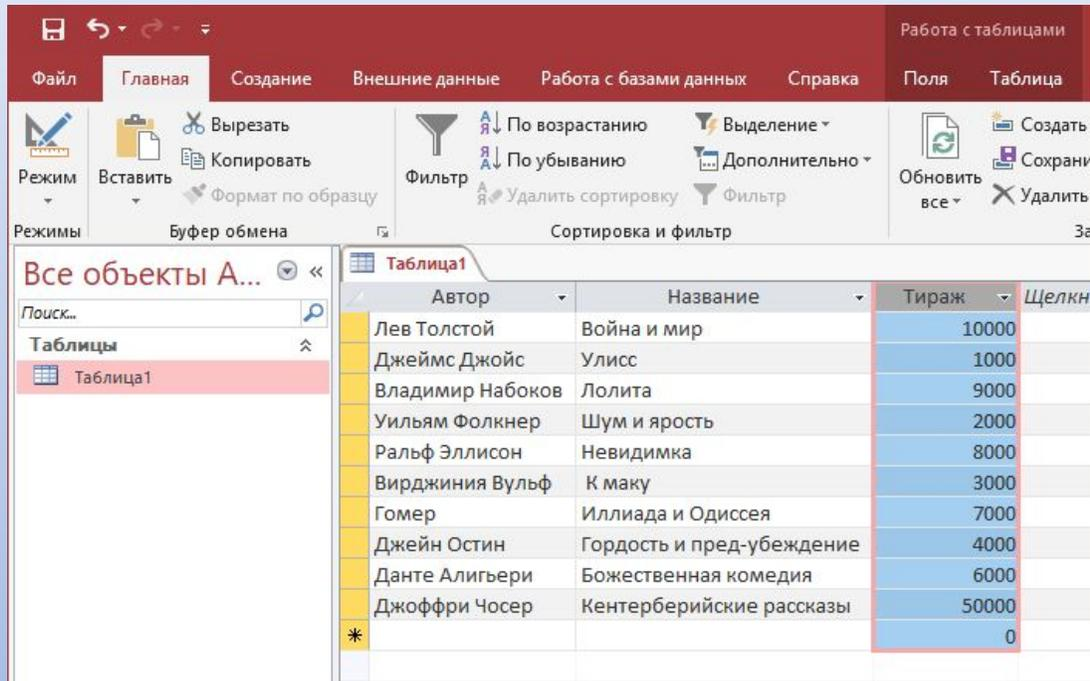 Работа с таблицами
Файл Главная Создание Внешние данные Работа с базами данных Справка Поля Таблица
Режим
Режимы
Вставить
Вырезать
Копировать
Формат по образцу
Буфер обмена
Фильтр
По возрастанию
По убыванию
Удалить сортировку
Выделение
Дополнительно
Фильтр
Сортировка и фильтр
Обновить
все
Создать
Сохрани
Удалить
За
Все объекты A...
Поиск...
Таблицы
Таблица1
Таблица1
Автор Название Тираж Щелкн
Лев Толстой Война и мир 10000
Джеймс Джойс Улисс 1000
Владимир Набоков Лолита 9000
Уильям Фолкнер Шум и ярость 2000
Ральф Эллисон Невидимка 8000
Вирджиния Вульф К маку 3000
Гомер Иллиада и Одиссея 7000
Джейн Остин Гордость и пред-убеждение 4000
Данте Алигьери Божественная комедия 6000
Джоффри Чосер Кентерберийские рассказы 50000
0